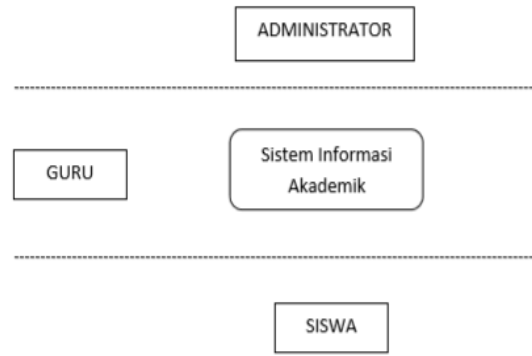 ADMINISTRATOR
GURU
Sistem Informasi
Akademik
SISWA